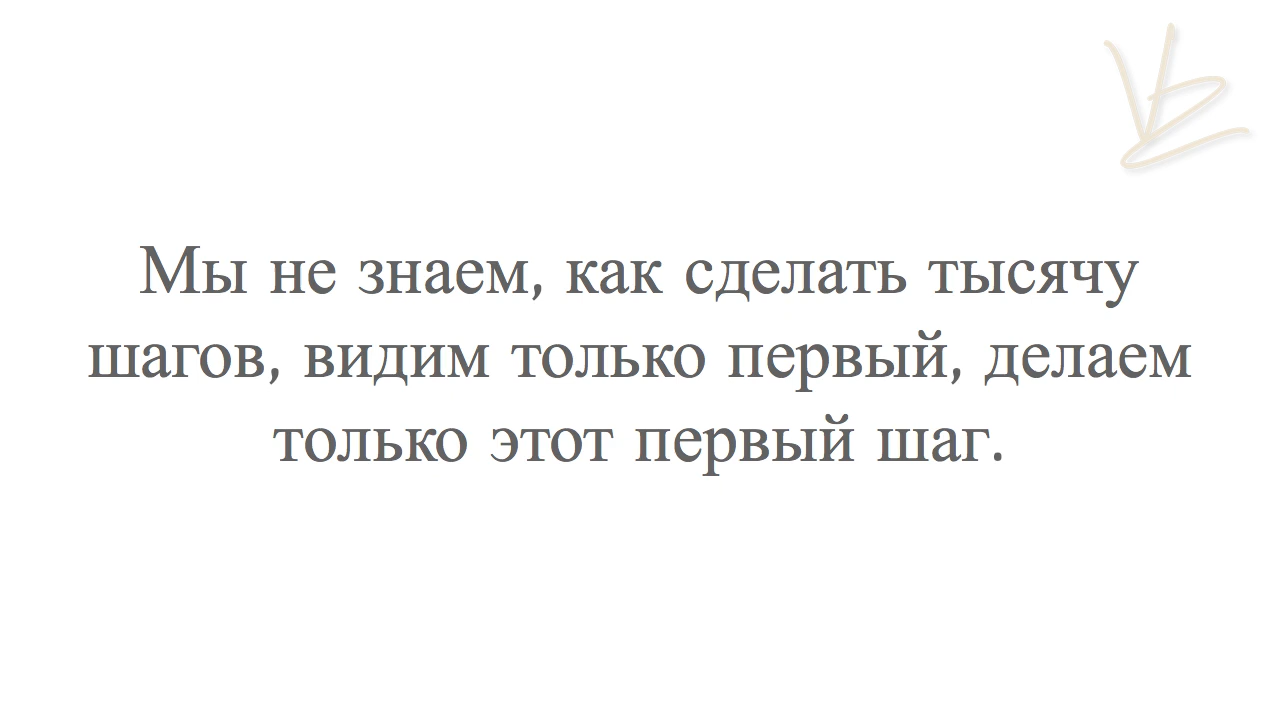 Мы не знаем, как сделать тысячу
шагов, видим только первый, делаем
только этот первый шаг.